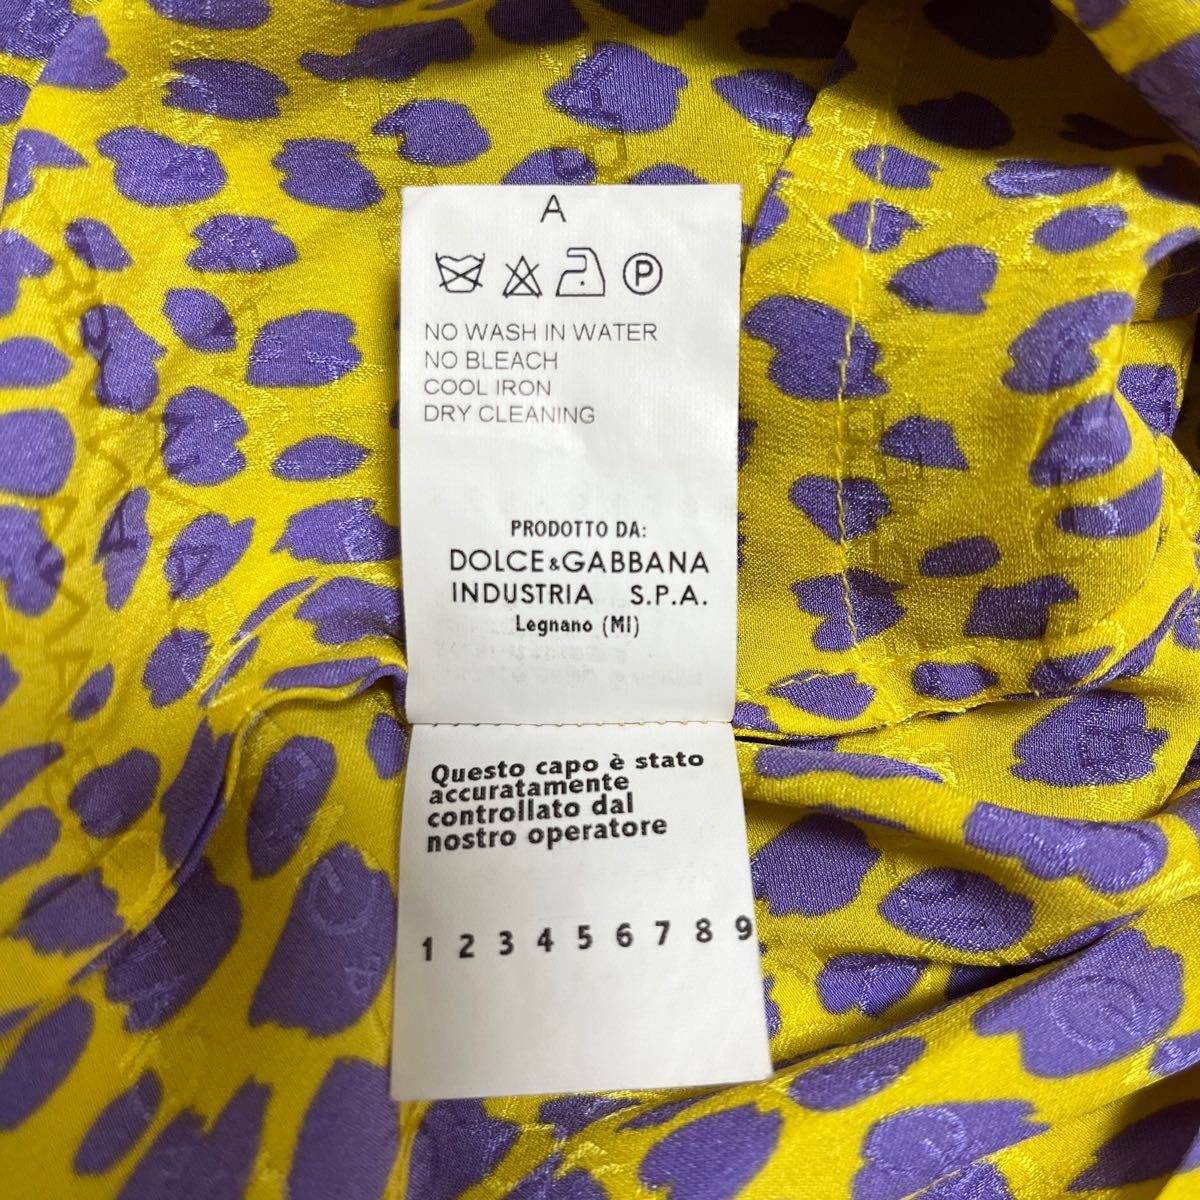 A
P
NO WASH IN WATER
NO BLEACH
COOL IRON
DRY CLEANING
PRODOTTO DA:
DOLCE&GABBANA
INDUSTRIA S.P.A.
Legnano (MI)
Questo capo è stato
accuratamente
controllato dal
nostro operatore
1 2 3 4 5 6 7 8 9